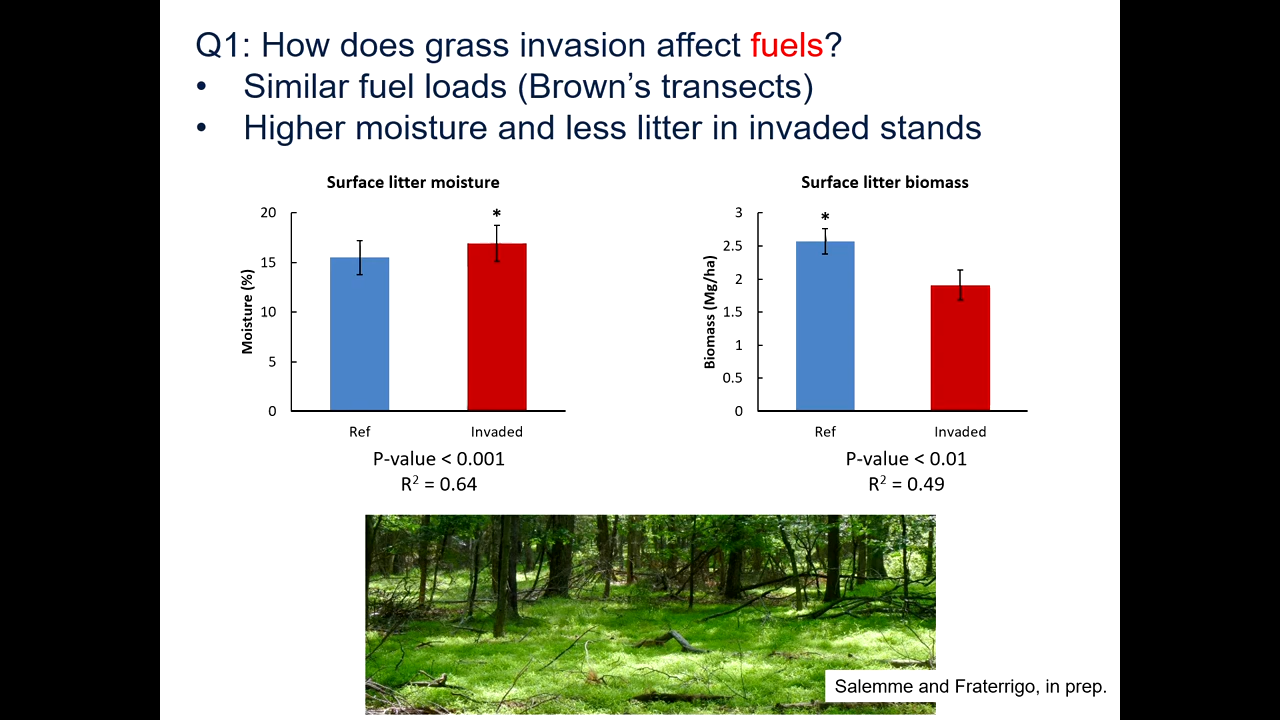 Q1: How does grass invasion affect fuels?
• Similar fuel loads (Brown’s transects)
• Higher moisture and less litter in invaded stands
Surface litter moisture
20
15
10
5
0
Moisture (%)
*
Ref
Invaded
P-value < 0.001
R² = 0.64
Surface litter biomass
3
2.5
2
1.5
1
0.5
0
Biomass (Mg/ha)
*
Ref
Invaded
P-value < 0.01
R² = 0.49
Salemme and Fraterrigo, in prep.